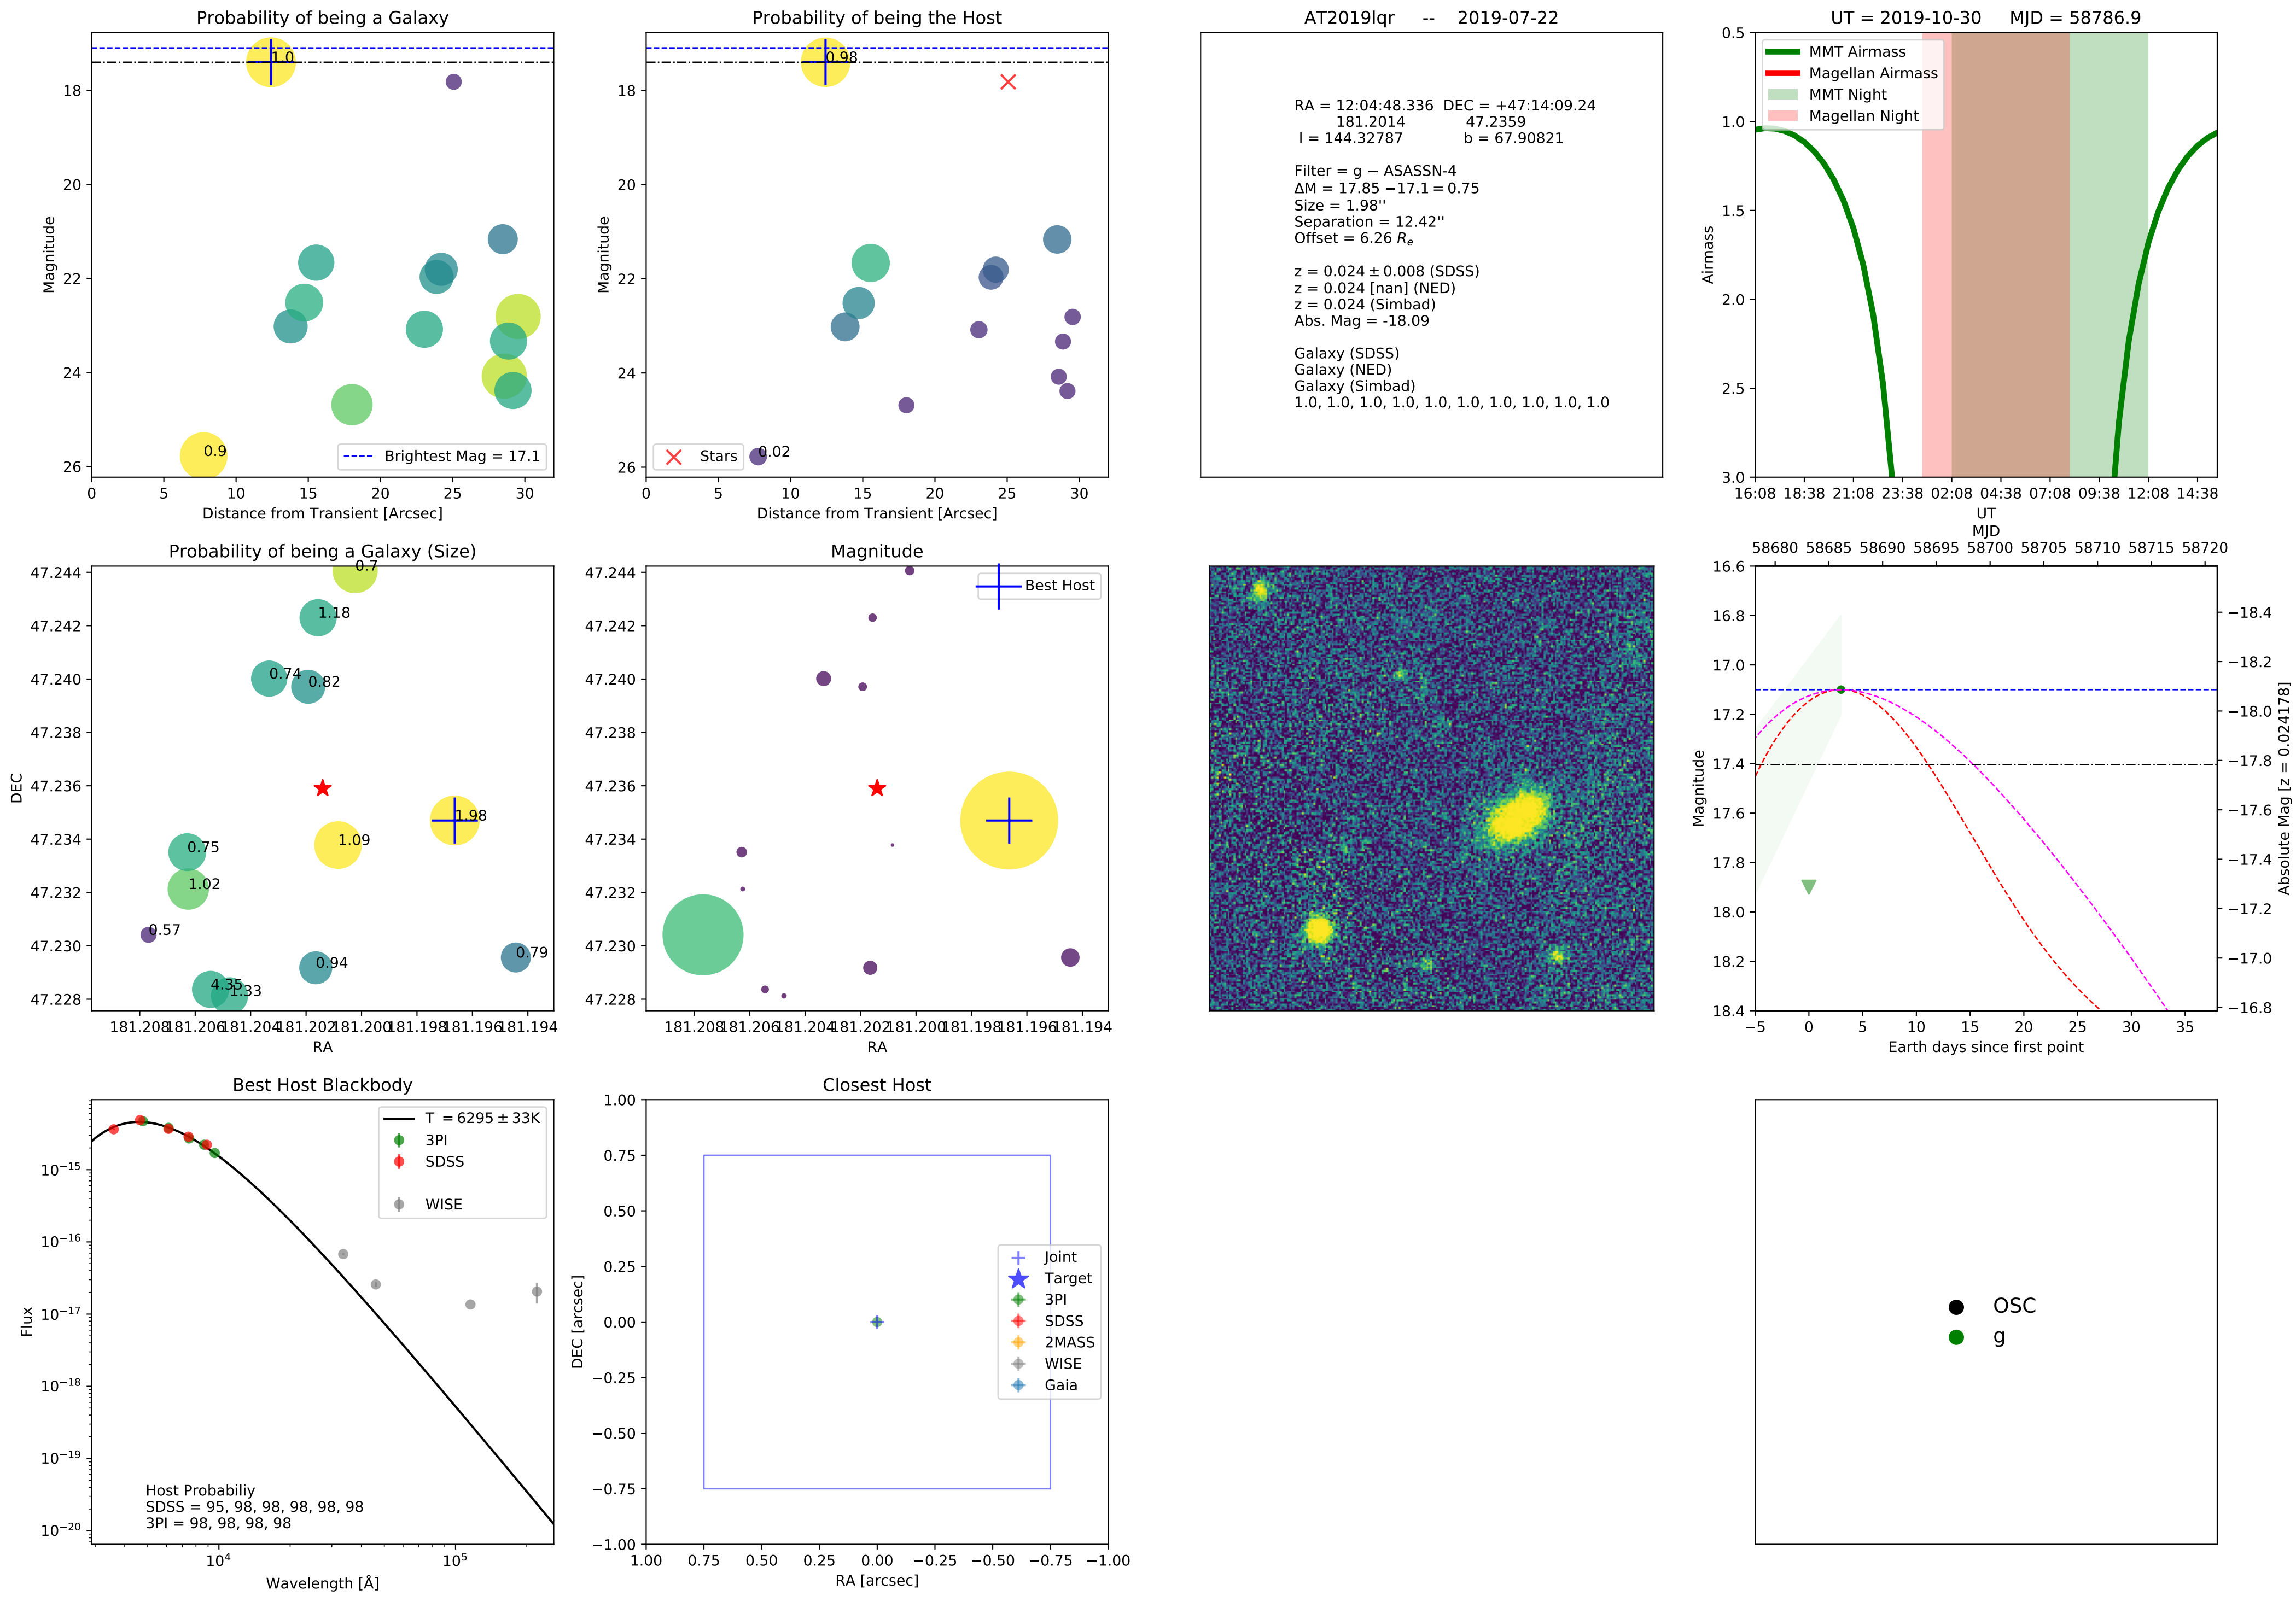 Probability of being a Galaxy
1.0
0.9
Brightest Mag = 17.1
18
20
22
24
26
Magnitude
0 5 10 15 20 25 30
Distance from Transient [Arcsec]
Probability of being the Host
0.98
0.02
Stars
18
20
22
24
26
Magnitude
0 5 10 15 20 25 30
Distance from Transient [Arcsec]
AT2019lqr -- 2019-07-22
RA = 12:04:48.336 DEC = +47:14:09.24
181.2014 47.2359
l = 144.32787 b = 67.90821
Filter = g − ASASSN-4
ΔM = 17.85 −17.1 = 0.75
Size = 1.98''
Separation = 12.42''
Offset = 6.26 Re
z = 0.024 ± 0.008 (SDSS)
z = 0.024 [nan] (NED)
z = 0.024 (Simbad)
Abs. Mag = -18.09
Galaxy (SDSS)
Galaxy (NED)
Galaxy (Simbad)
1.0, 1.0, 1.0, 1.0, 1.0, 1.0, 1.0, 1.0, 1.0, 1.0
UT = 2019-10-30 MJD = 58786.9
MMT Airmass
Magellan Airmass
MMT Night
Magellan Night
0.5
1.0
1.5
2.0
2.5
3.0
Airmass
16:08 18:38 21:08 23:38 02:08 04:38 07:08 09:38 12:08 14:38
UT
Probability of being a Galaxy (Size)
0.7
1.18
0.74
0.82
1.98
1.09
0.75
1.02
0.57
0.94
0.79
4.35
1.33
47.244
47.242
47.240
47.238
47.236
47.234
47.232
47.230
47.228
DEC
181.208 181.206 181.204 181.202 181.200 181.198 181.196 181.194
RA
Magnitude
Best Host
47.244
47.242
47.240
47.238
47.236
47.234
47.232
47.230
47.228
181.208 181.206 181.204 181.202 181.200 181.198 181.196 181.194
RA
MJD
58680 58685 58690 58695 58700 58705 58710 58715 58720
16.6
16.8
17.0
17.2
17.4
17.6
17.8
18.0
18.2
18.4
Magnitude
−18.4
−18.2
−18.0
−17.8
−17.6
−17.4
−17.2
−17.0
−16.8
Absolute Mag [z = 0.024178]
−5 0 5 10 15 20 25 30 35
Earth days since first point
Best Host Blackbody
T = 6295 ± 33K
3PI
SDSS
WISE
Host Probabiliy
SDSS = 95, 98, 98, 98, 98, 98
3PI = 98, 98, 98, 98
10−15
10−16
10−17
10−18
10−19
10−20
Flux
104 105
Wavelength [Å]
Closest Host
Joint
Target
3PI
SDSS
2MASS
WISE
Gaia
1.00
0.75
0.50
0.25
0.00
−0.25
−0.50
−0.75
−1.00
DEC [arcsec]
1.00 0.75 0.50 0.25 0.00 −0.25 −0.50 −0.75 −1.00
RA [arcsec]
OSC
g